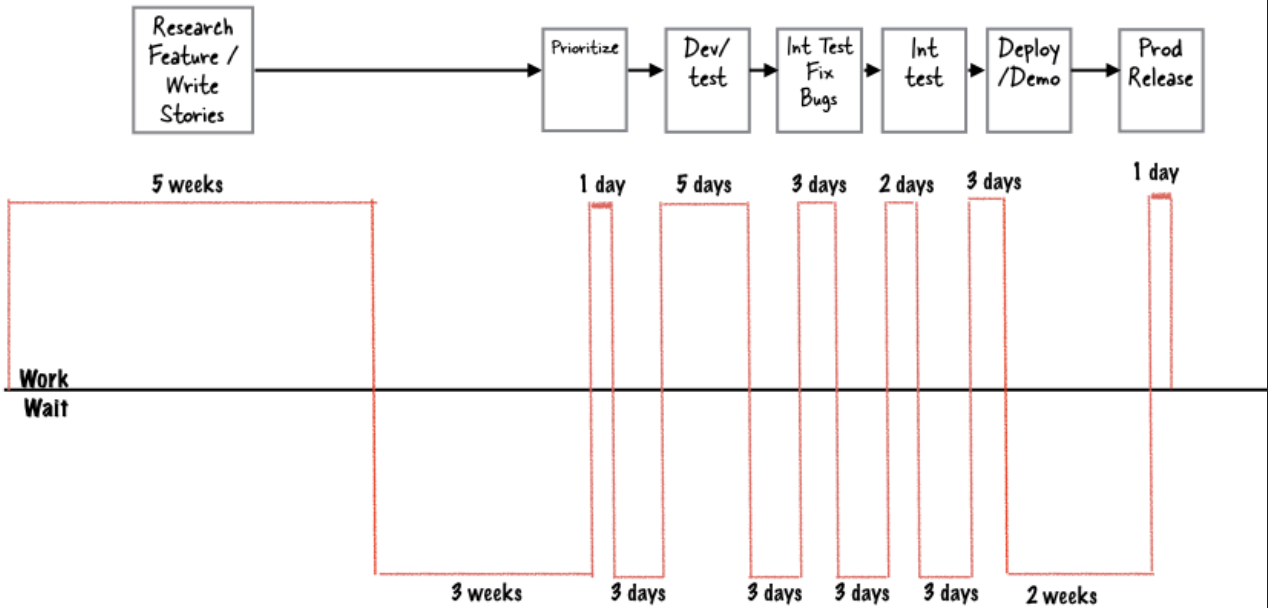 Research
Feature /
Write
Stories
Prioritize
Dev/
test
Int Test
Fix
Bugs
Int
test
Deploy
/Demo
Prod
Release
5 weeks
1 day
5 days
3 days
2 days
3 days
1 day
Work
Wait
3 weeks
3 days
3 days
3 days
3 days
2 weeks